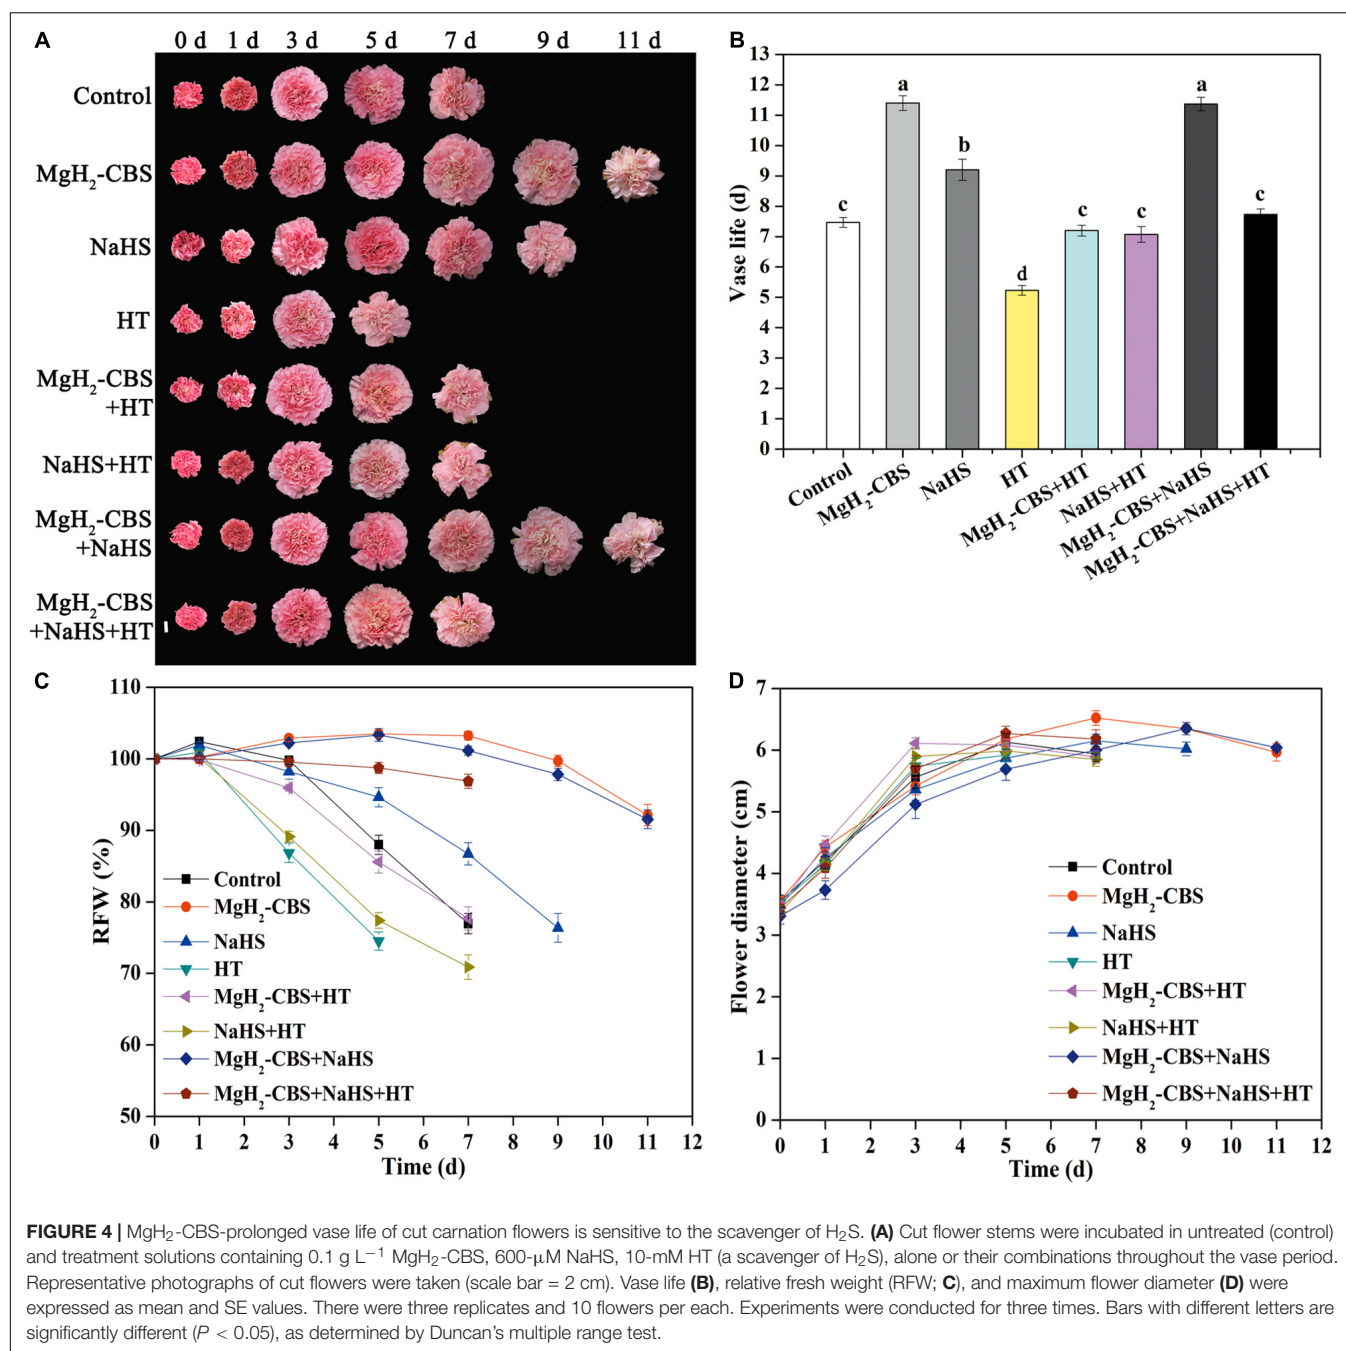 A
0 d 1 d 3 d 5 d 7 d 9 d 11 d
Control
MgH₂-CBS
NaHS
HT
MgH₂-CBS
+HT
NaHS+HT
MgH₂-CBS
+NaHS
MgH₂-CBS
+NaHS+HT
B
Vase life (d)
13
12
11
10
9
8
7
6
5
4
3
2
1
0
c
a
b
d
c
c
a
c
Control
MgH₂-CBS
NaHS
HT
MgH₂-CBS+HT
NaHS+HT
MgH₂-CBS+NaHS
MgH₂-CBS+NaHS+HT
C
RFW (%)
110
100
90
80
70
60
50
Control
MgH₂-CBS
NaHS
HT
MgH₂-CBS+HT
NaHS+HT
MgH₂-CBS+NaHS
MgH₂-CBS+NaHS+HT
0 1 2 3 4 5 6 7 8 9 10 11 12
Time (d)
D
Flower diameter (cm)
7
6
5
4
3
2
1
0
Control
MgH₂-CBS
NaHS
HT
MgH₂-CBS+HT
NaHS+HT
MgH₂-CBS+NaHS
MgH₂-CBS+NaHS+HT
0 1 2 3 4 5 6 7 8 9 10 11 12
Time (d)
FIGURE 4 | MgH₂-CBS-prolonged vase life of cut carnation flowers is sensitive to the scavenger of H₂S. (A) Cut flower stems were incubated in untreated (control)
and treatment solutions containing 0.1 g L⁻¹ MgH₂-CBS, 600-μM NaHS, 10-mM HT (a scavenger of H₂S), alone or their combinations throughout the vase period.
Representative photographs of cut flowers were taken (scale bar = 2 cm). Vase life (B), relative fresh weight (RFW; C), and maximum flower diameter (D) were
expressed as mean and SE values. There were three replicates and 10 flowers per each. Experiments were conducted for three times. Bars with different letters are
significantly different (P < 0.05), as determined by Duncan's multiple range test.